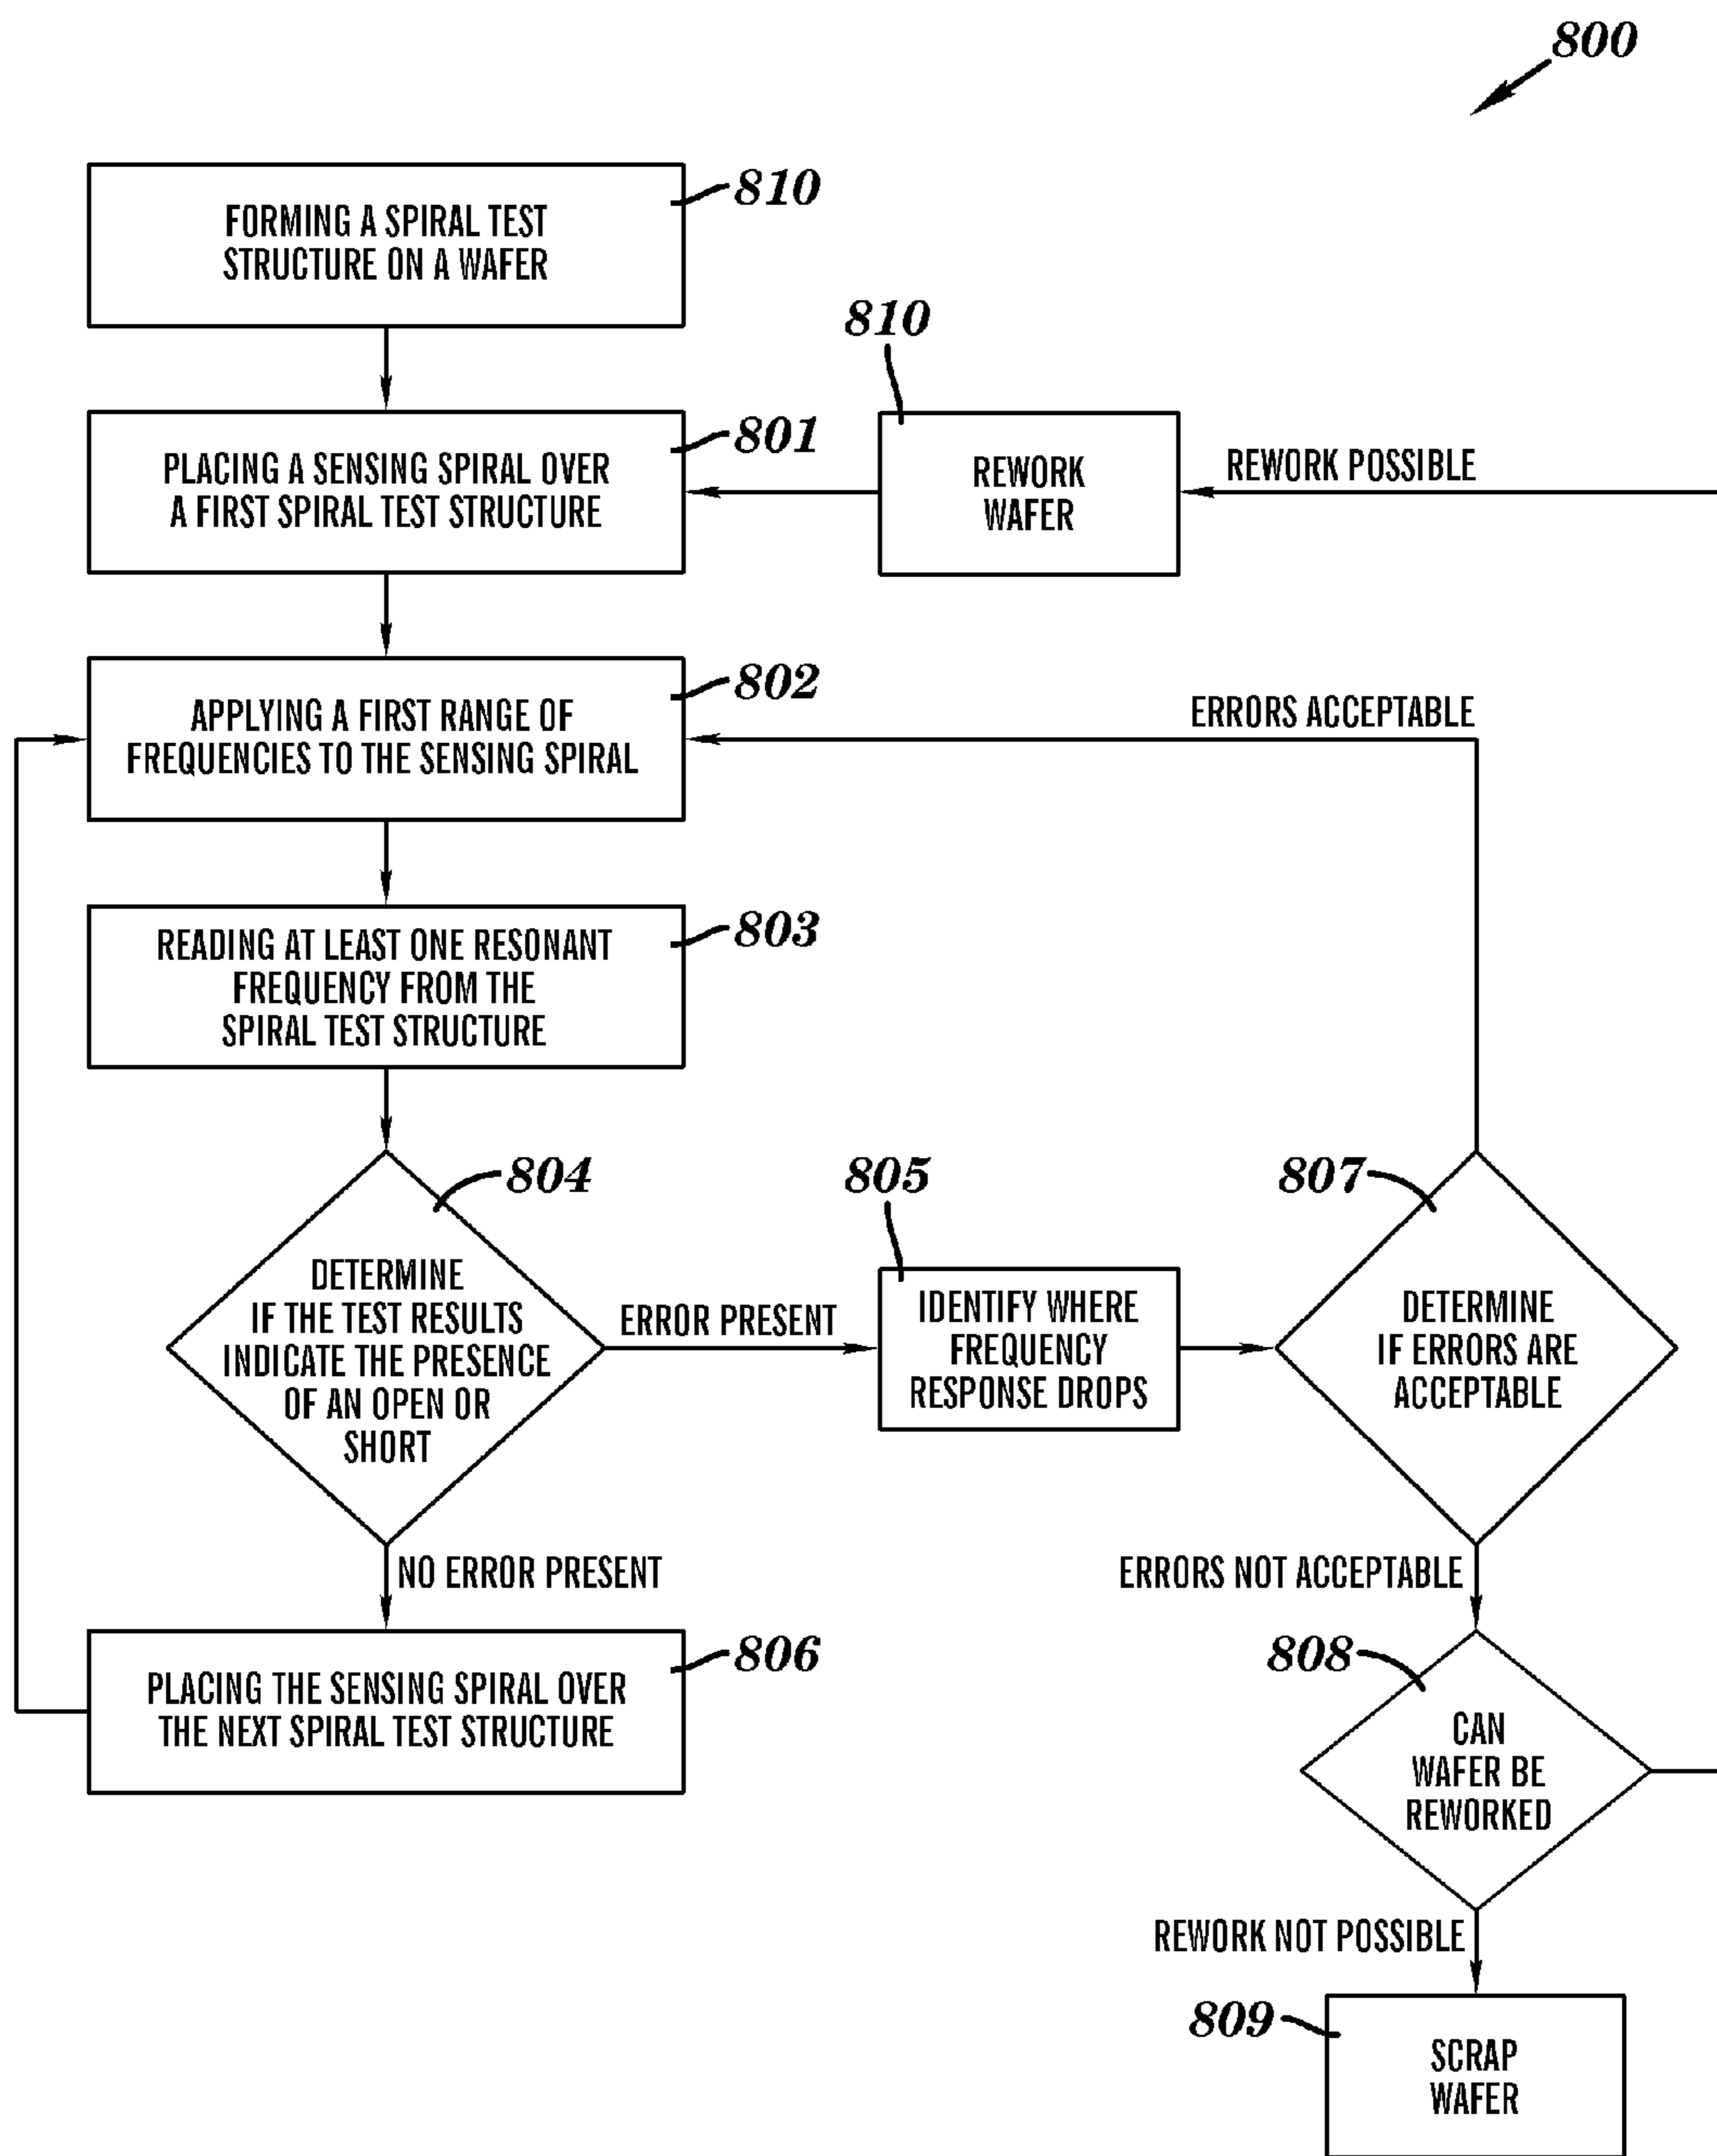 800
810
FORMING A SPIRAL TEST
STRUCTURE ON A WAFER
810
801
PLACING A SENSING SPIRAL OVER
A FIRST SPIRAL TEST STRUCTURE
REWORK
WAFER
REWORK POSSIBLE
802
APPLYING A FIRST RANGE OF
FREQUENCIES TO THE SENSING SPIRAL
ERRORS ACCEPTABLE
803
READING AT LEAST ONE RESONANT
FREQUENCY FROM THE
SPIRAL TEST STRUCTURE
804
DETERMINE
IF THE TEST RESULTS
INDICATE THE PRESENCE
OF AN OPEN OR
SHORT
ERROR PRESENT
805
IDENTIFY WHERE
FREQUENCY
RESPONSE DROPS
807
DETERMINE
IF ERRORS ARE
ACCEPTABLE
NO ERROR PRESENT
ERRORS NOT ACCEPTABLE
806
PLACING THE SENSING SPIRAL OVER
THE NEXT SPIRAL TEST STRUCTURE
808
CAN
WAFER BE
REWORKED
REWORK NOT POSSIBLE
809
SCRAP
WAFER